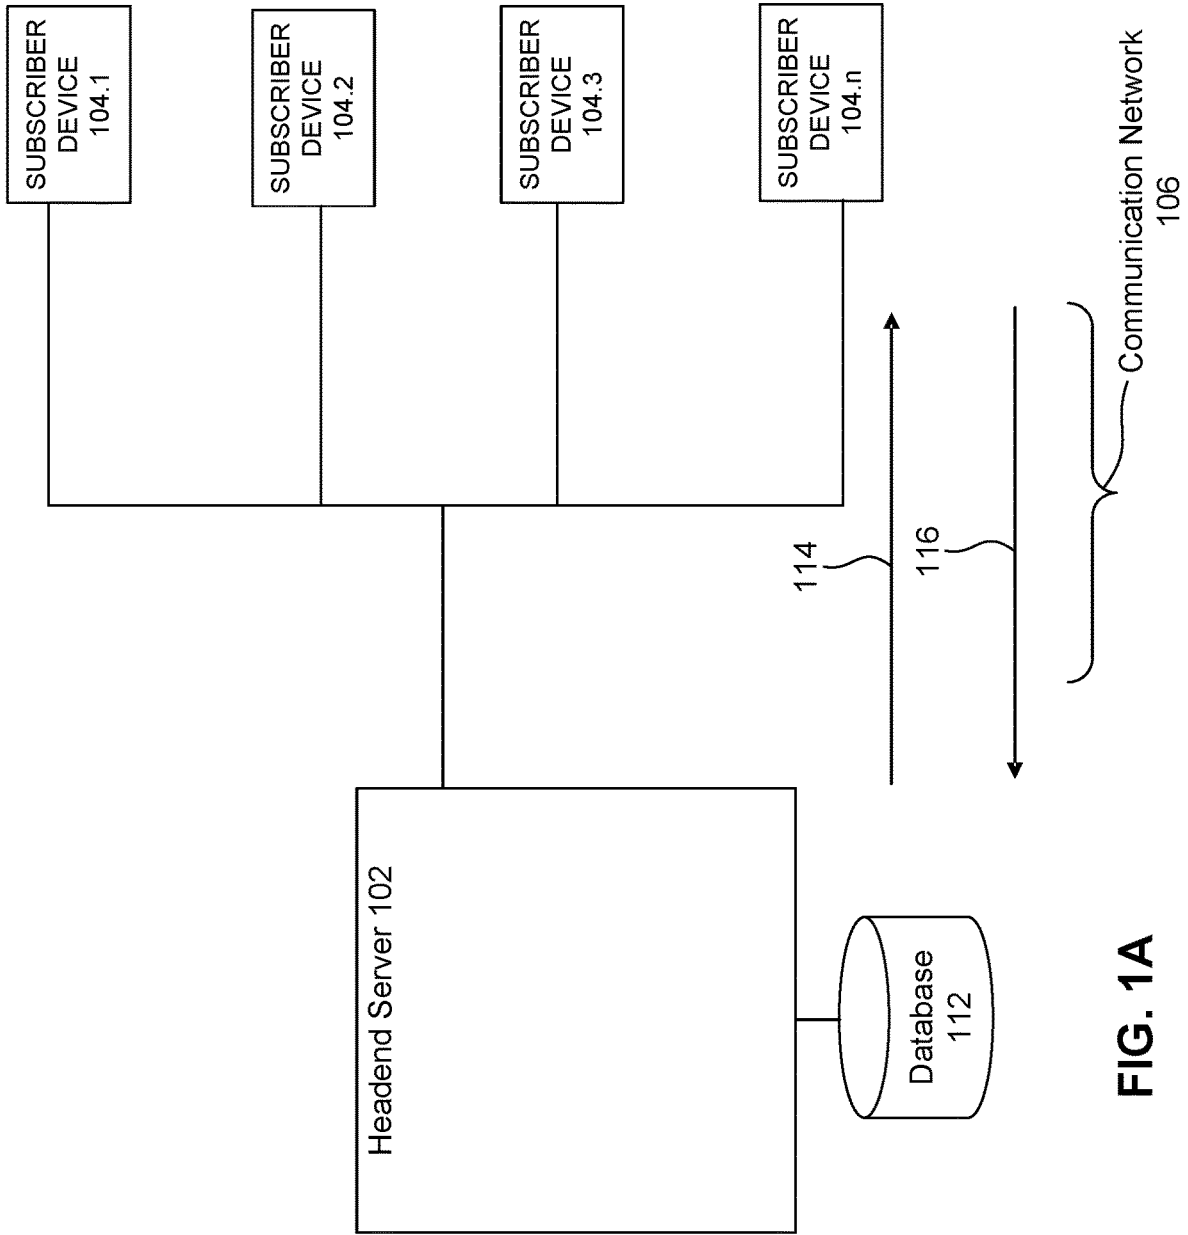 SUBSCRIBER
DEVICE
104.1
SUBSCRIBER
DEVICE
104.2
SUBSCRIBER
DEVICE
104.3
SUBSCRIBER
DEVICE
104.n
Headend Server 102
Database
112
114
116
Communication Network
106
FIG. 1A